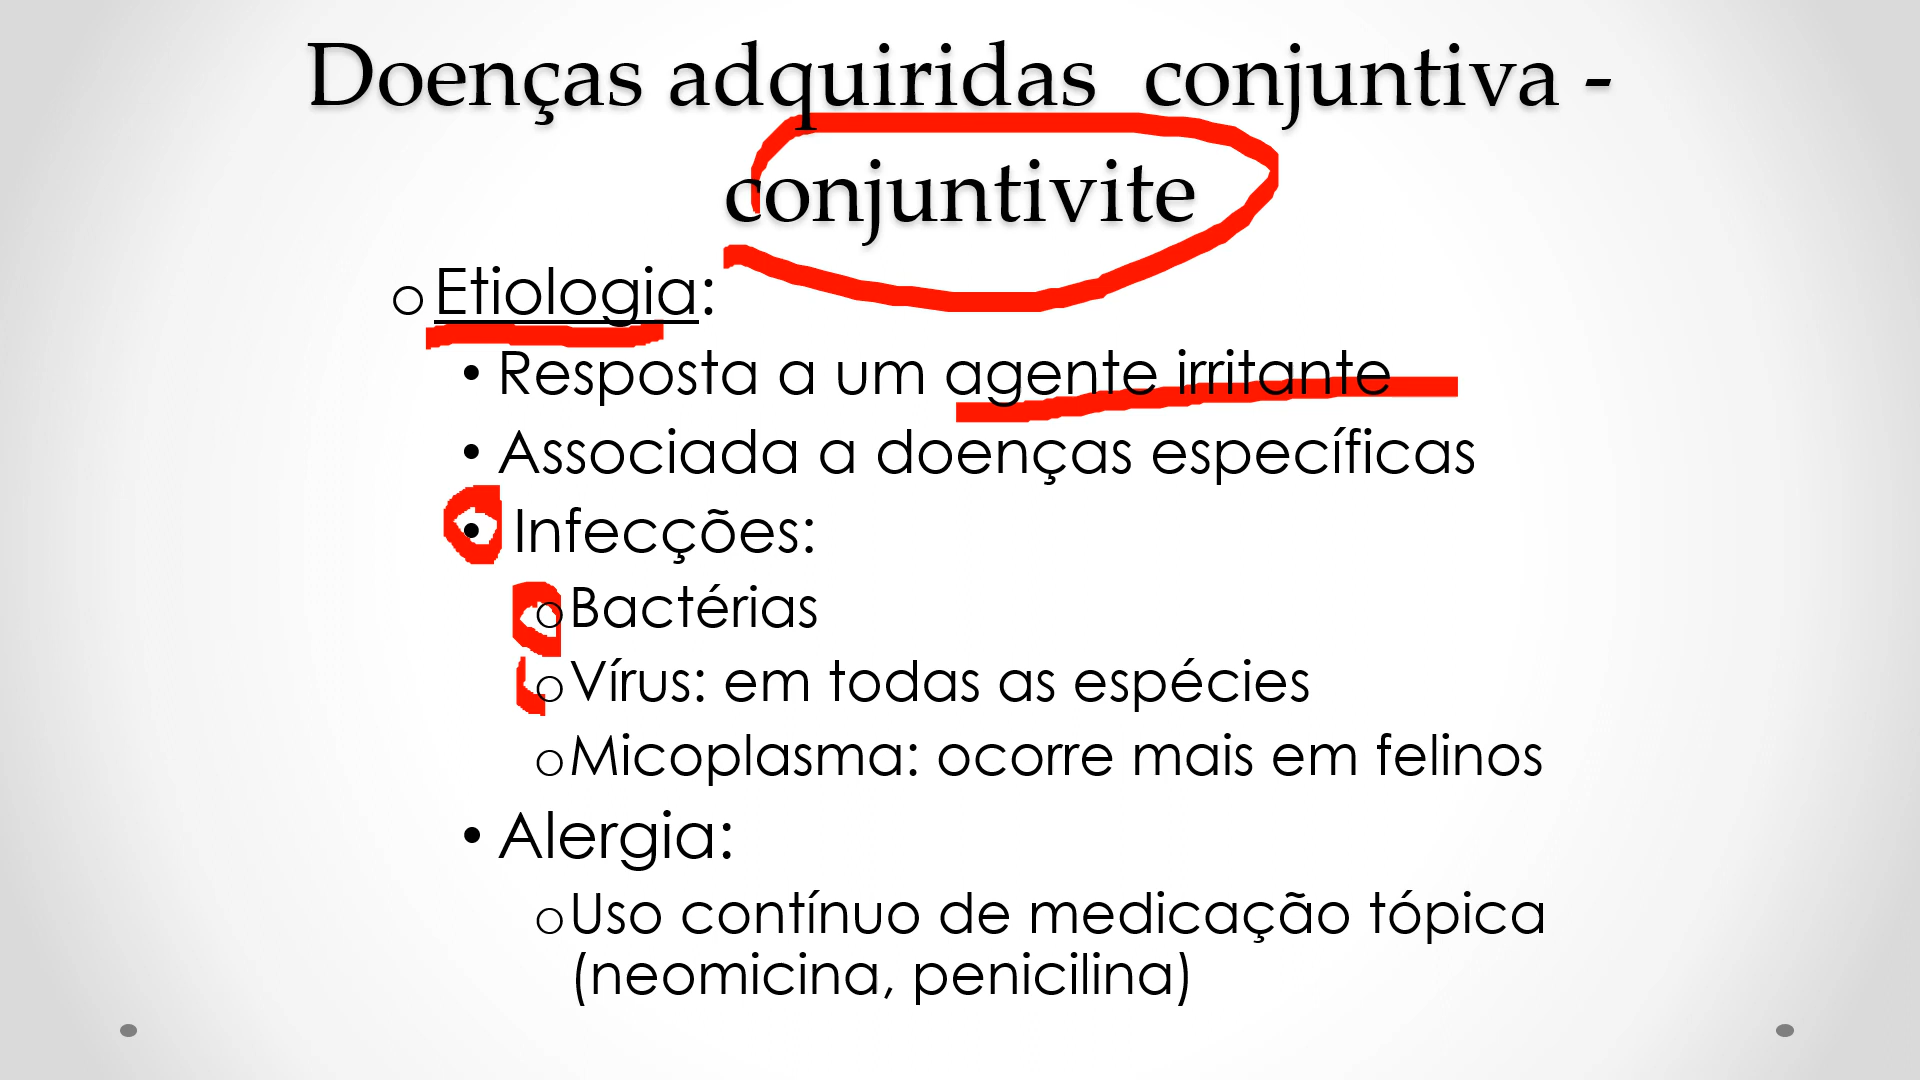 Doenças adquiridas  conjuntiva -
conjuntivite
o Etiologia:
• Resposta a um agente irritante
• Associada a doenças específicas
• Infecções:
o Bactérias
o Vírus: em todas as espécies
o Micoplasma: ocorre mais em felinos
• Alergia:
o Uso contínuo de medicação tópica
(neomicina, penicilina)